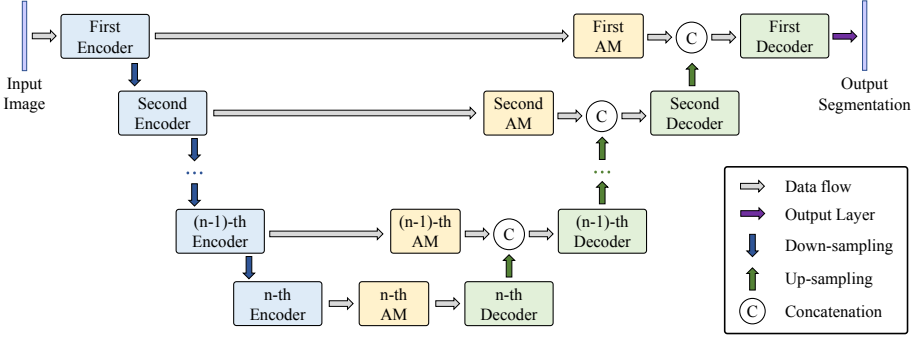 First
Encoder
First
AM
C
First
Decoder
Input
Image
Output
Segmentation
Second
Encoder
Second
AM
C
Second
Decoder
...
...
(n-1)-th
Encoder
(n-1)-th
AM
C
(n-1)-th
Decoder
n-th
Encoder
n-th
AM
n-th
Decoder
Data flow
Output Layer
Down-sampling
Up-sampling
C Concatenation